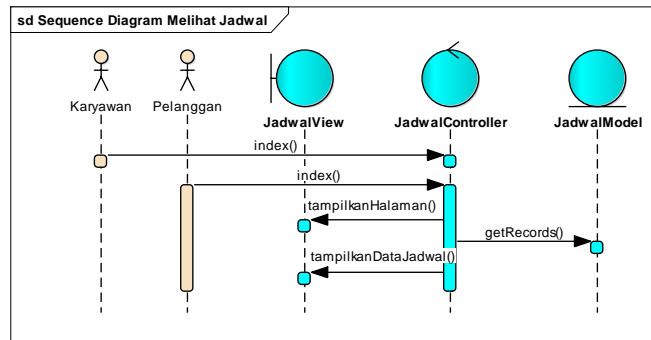 sd Sequence Diagram Melihat Jadwal
Karyawan
Pelanggan
JadwalView
JadwalController
JadwalModel
index()
index()
tampilkanHalaman()
getRecords()
tampilkanDataJadwal()